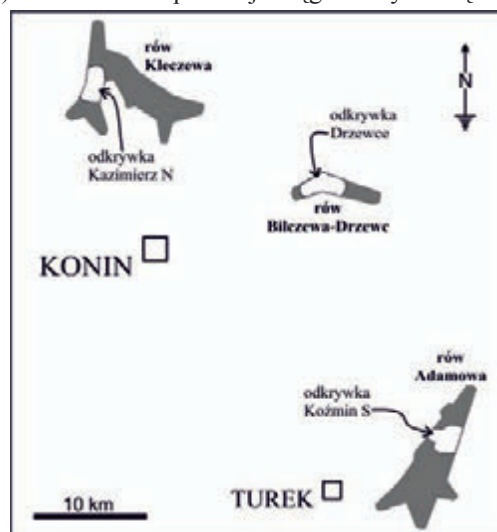 rów
Kleczewa
N
odkrywka
Drzewce
odkrywka
Kazimierz N
rów
Bilczewa-Drzewc
KONIN
rów
Adamowa
odkrywka
Koźmin S
10 km
TUREK